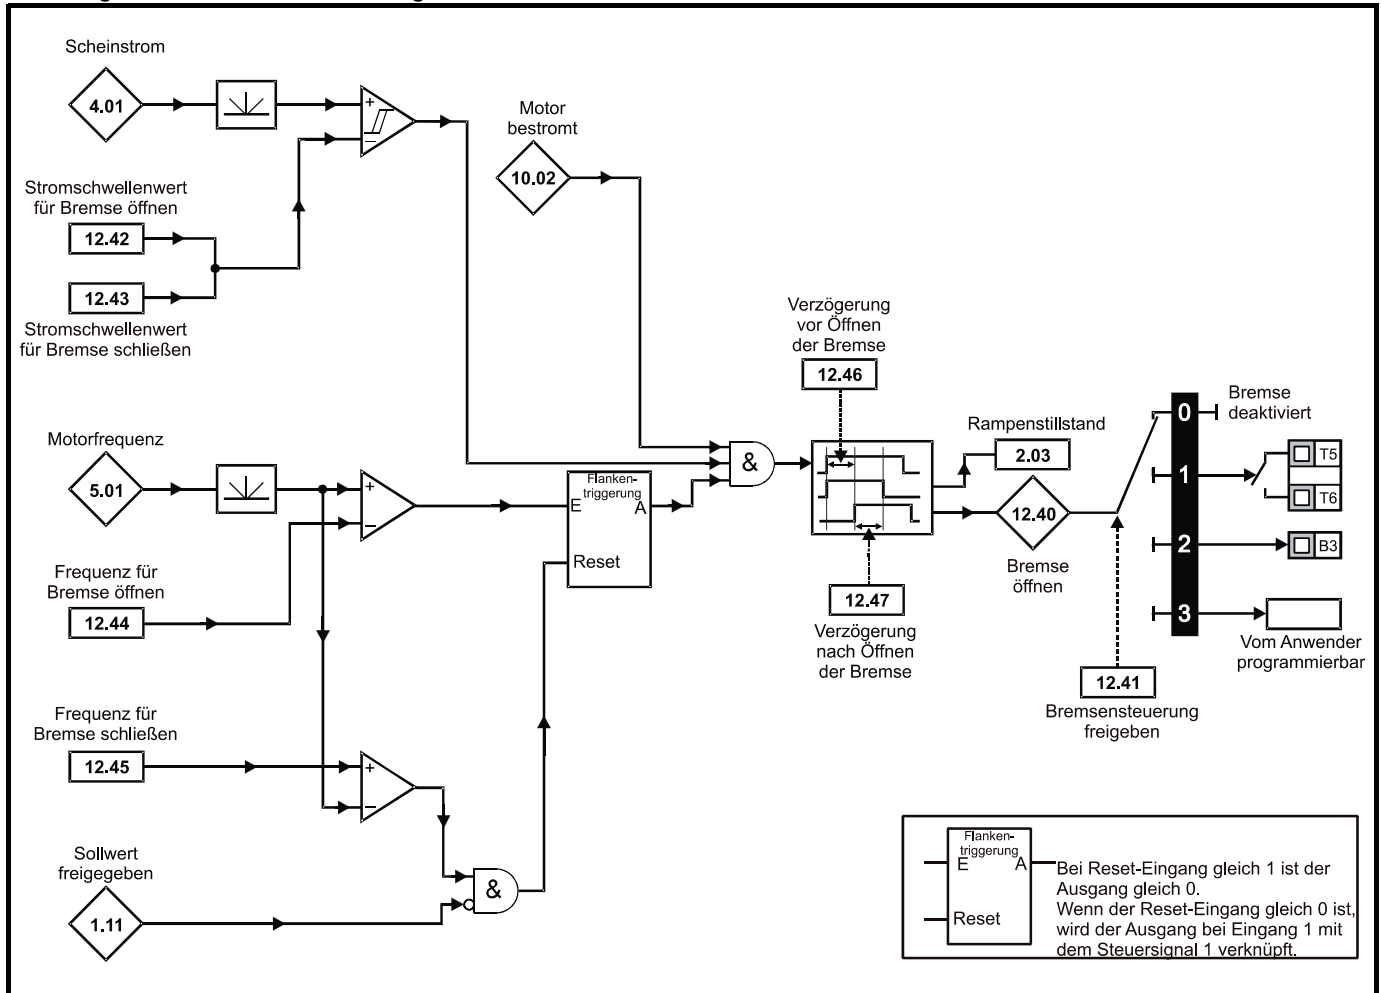 Scheinstrom
4.01
+
−
Stromschwellenwert
für Bremse öffnen
12.42
12.43
Stromschwellenwert
für Bremse schließen
Motor
bestromt
10.02
Motorfrequenz
5.01
+
−
Frequenz für
Bremse öffnen
12.44
Frequenz für
Bremse schließen
12.45
+
−
Sollwert
freigegeben
1.11
&
Flanken-
triggerung
E A
Reset
&
Verzögerung
vor Öffnen
der Bremse
12.46
12.47
Verzögerung
nach Öffnen
der Bremse
Rampenstillstand
2.03
12.40
Bremse
öffnen
12.41
Bremsensteuerung
freigeben
0
Bremse
deaktiviert
1
T5
T6
2
B3
3
Vom Anwender
programmierbar
Flanken-
triggerung
E A
Reset
Bei Reset-Eingang gleich 1 ist der
Ausgang gleich 0.
Wenn der Reset-Eingang gleich 0 ist,
wird der Ausgang bei Eingang 1 mit
dem Steuersignal 1 verknüpft.